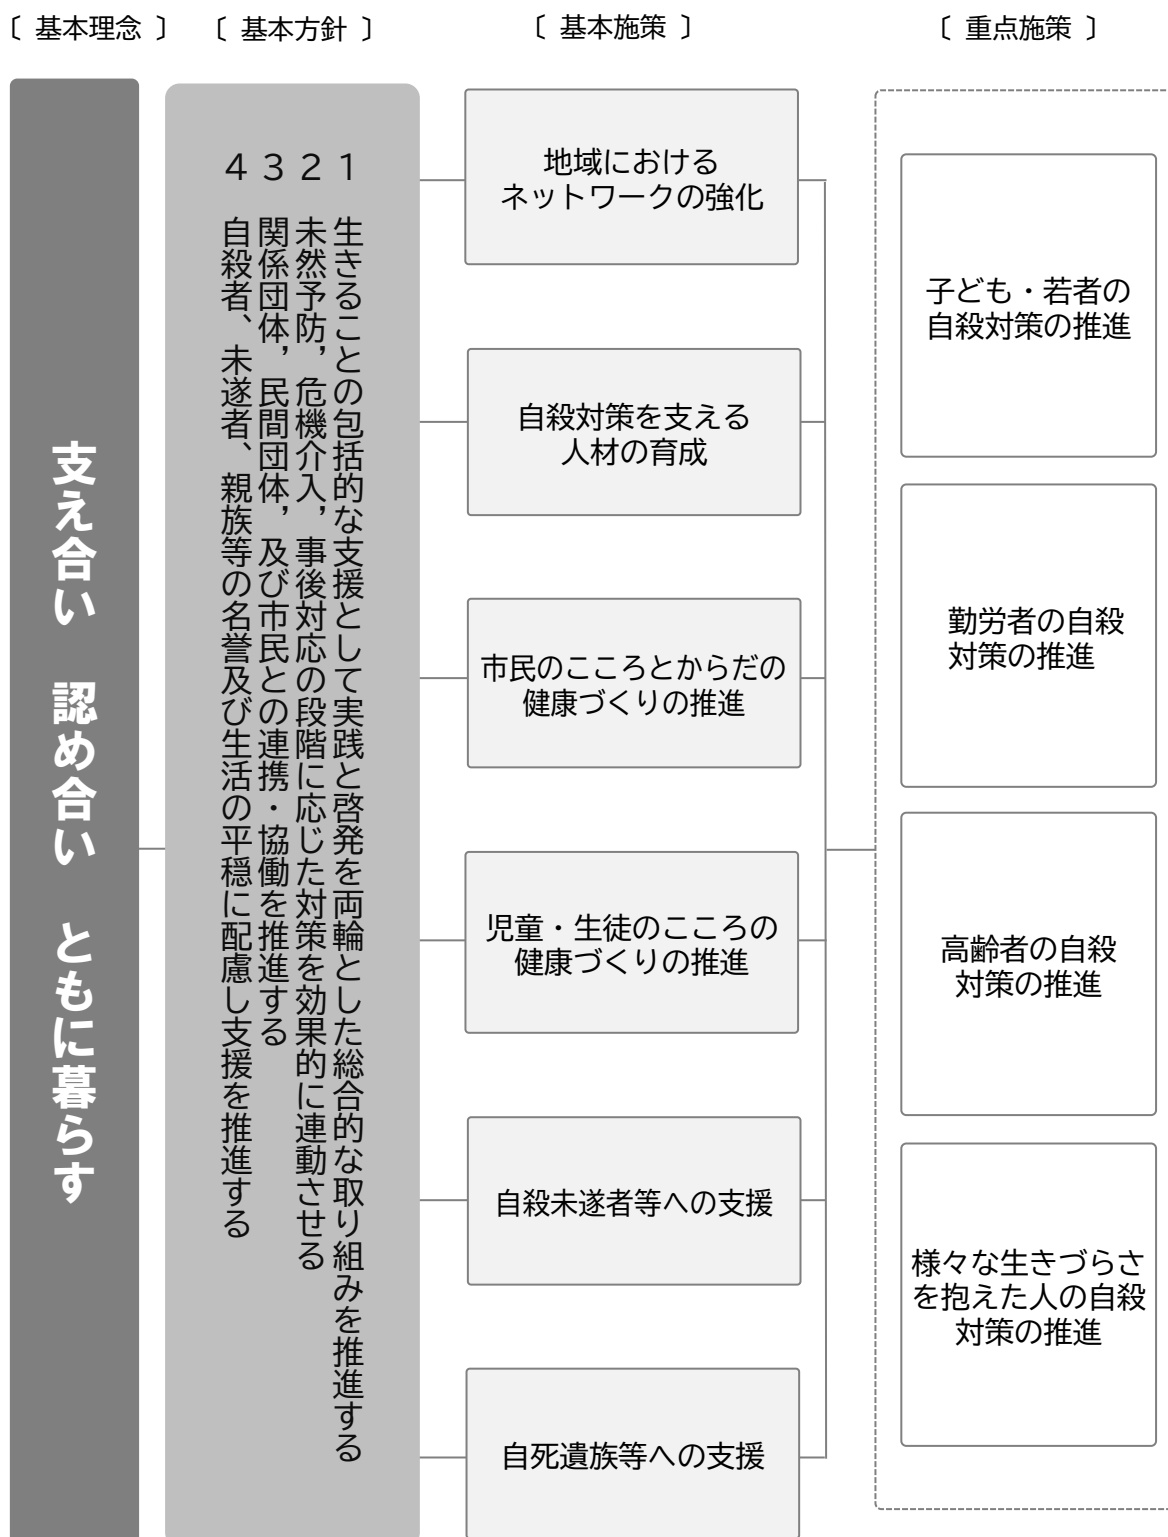 〔 基本理念 〕
〔 基本方針 〕
〔 基本施策 〕
〔 重点施策 〕
支え合い 認め合い ともに暮らす
1 生きることの包括的な支援として実践と啓発を両輪とした総合的な取り組みを推進する
2 未然予防，危機介入，事後対応の段階に応じた対策を効果的に連動させる
3 関係団体，民間団体，及び市民との連携・協働を推進する
4 自殺者、未遂者、親族等の名誉及び生活の平穏に配慮し支援を推進する
地域における
ネットワークの強化
自殺対策を支える
人材の育成
市民のこころとからだの
健康づくりの推進
児童・生徒のこころの
健康づくりの推進
自殺未遂者等への支援
自死遺族等への支援
子ども・若者の
自殺対策の推進
勤労者の自殺
対策の推進
高齢者の自殺
対策の推進
様々な生きづらさ
を抱えた人の自殺
対策の推進